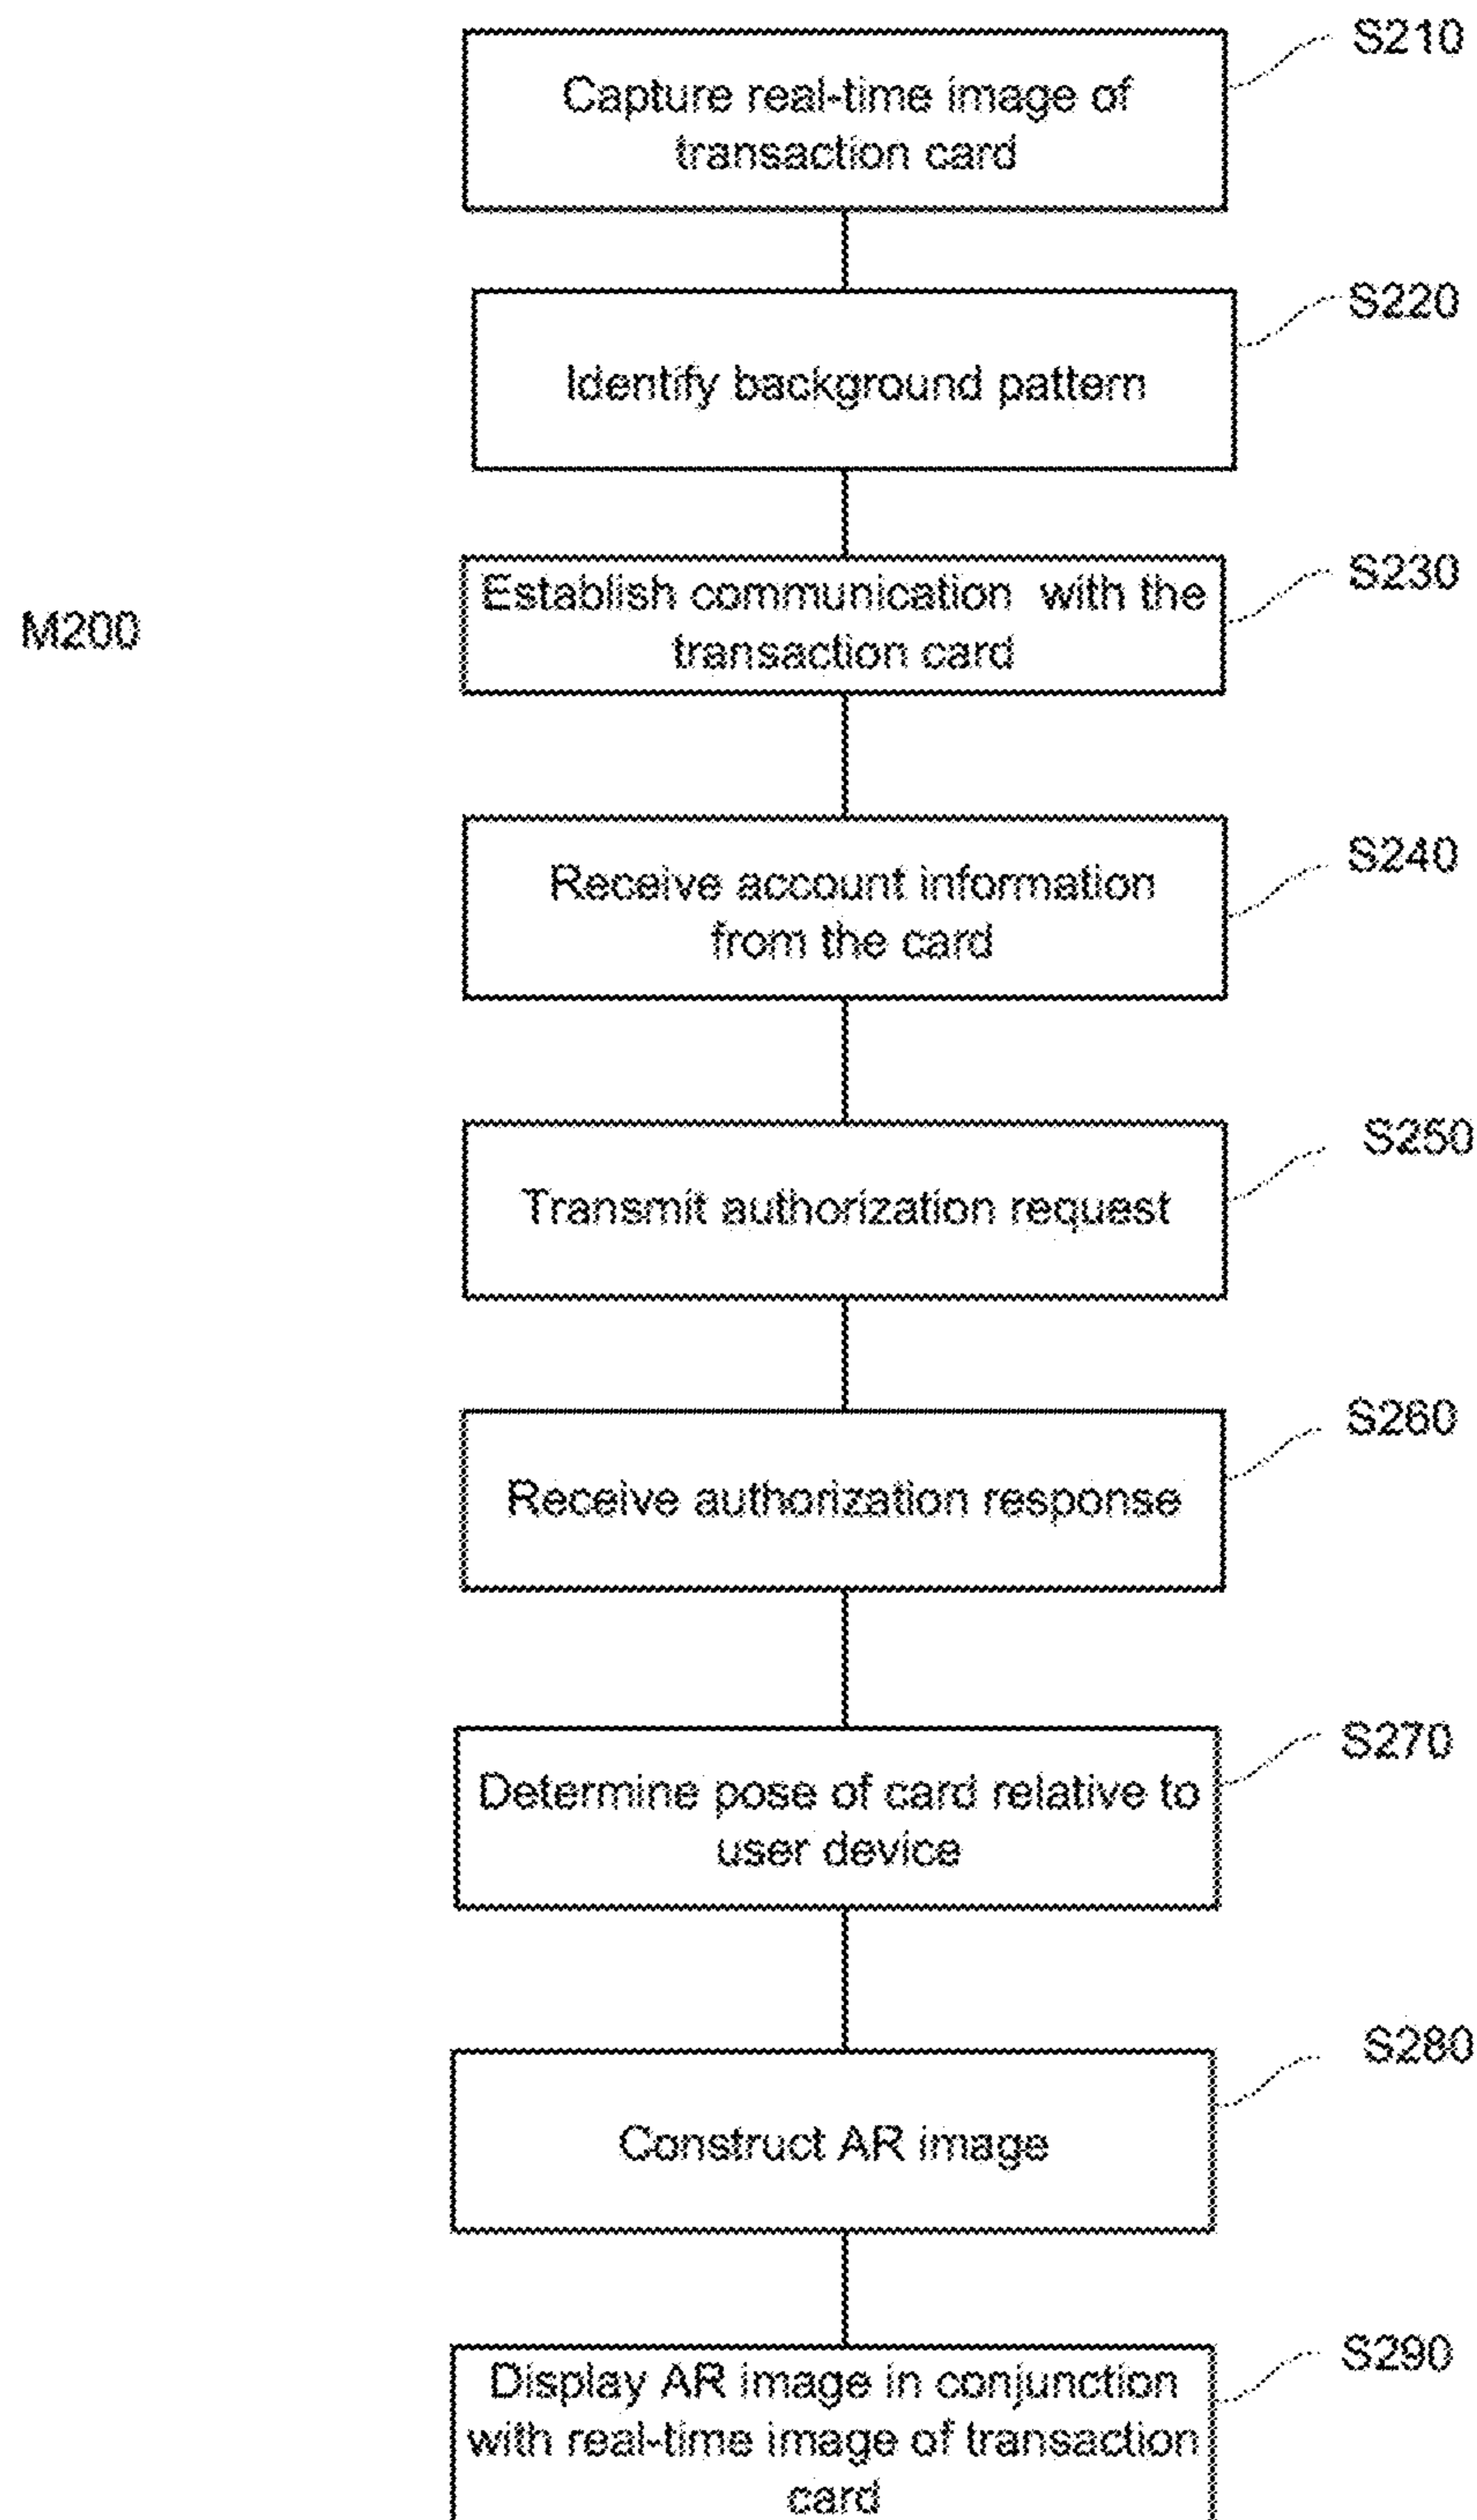 S210
Capture real-time image of
transaction card
S220
Identify background pattern
S230
Establish communication with the
transaction card
M200
S240
Receive account information
from the card
S250
Transmit authorization request
S260
Receive authorization response
S270
Determine pose of card relative to
user device
S280
Construct AR image
S290
Display AR image in conjunction
with real-time image of transaction
card